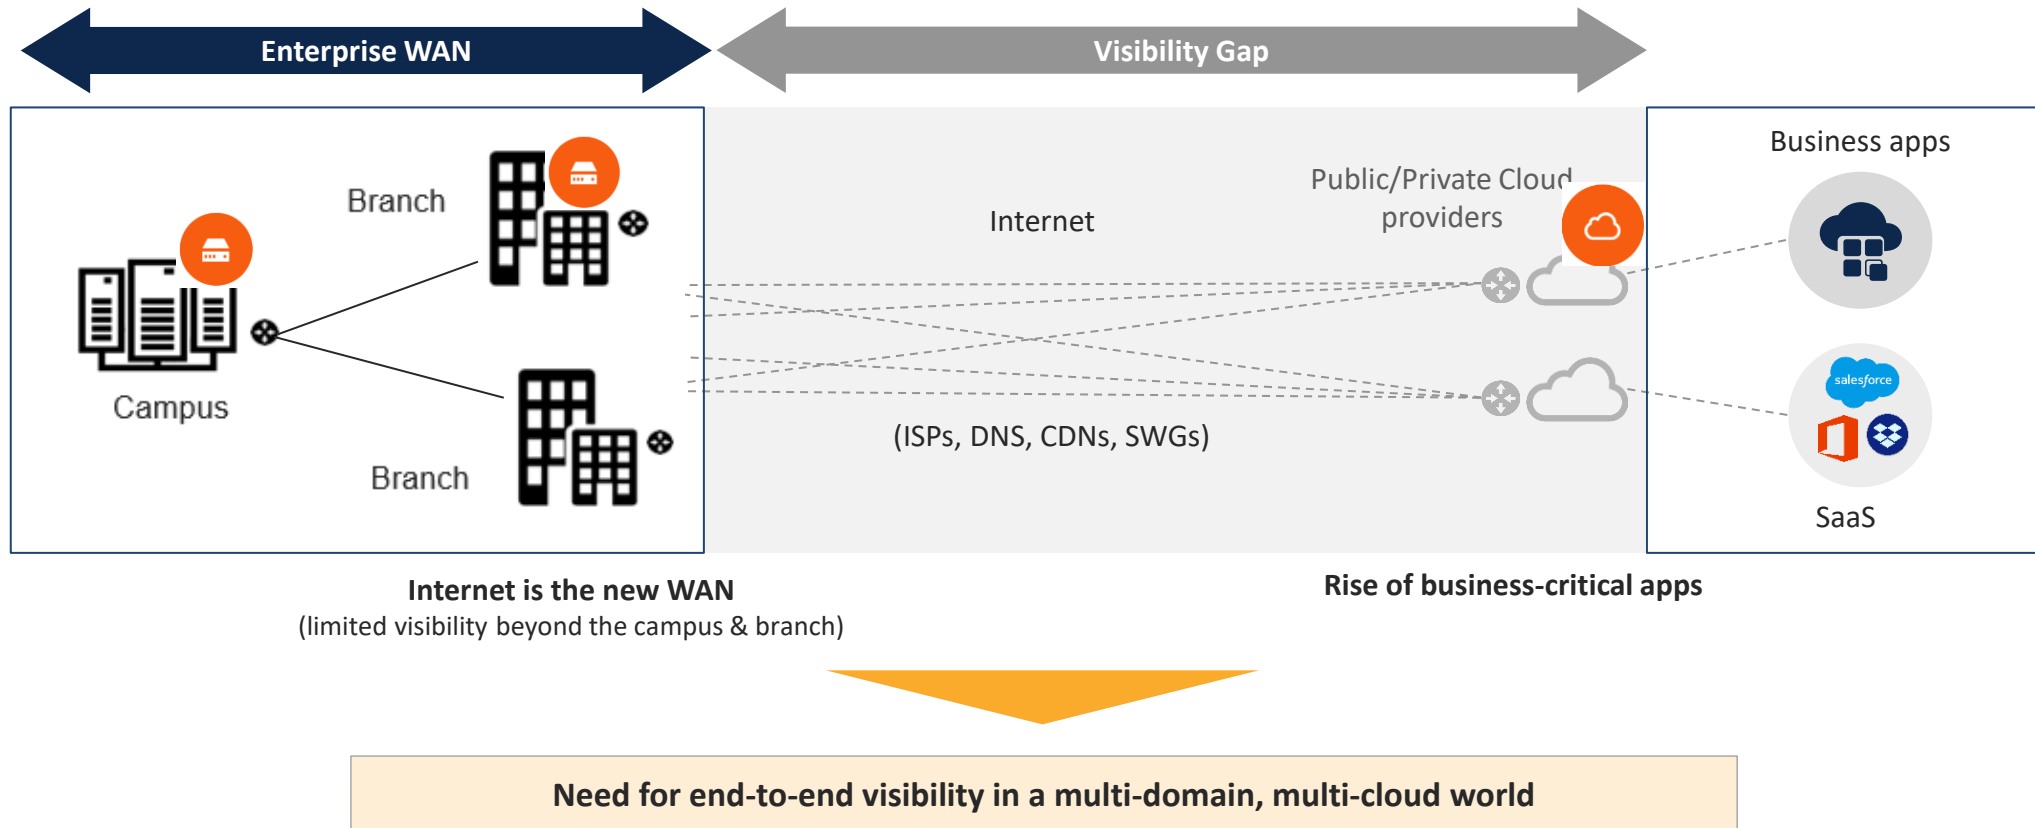 Enterprise WAN
Visibility Gap
Branch
Campus
Branch
Internet
Public/Private Cloud
providers
(ISPs, DNS, CDNs, SWGs)
Business apps
salesforce
SaaS
Internet is the new WAN
(limited visibility beyond the campus & branch)
Rise of business-critical apps
Need for end-to-end visibility in a multi-domain, multi-cloud world